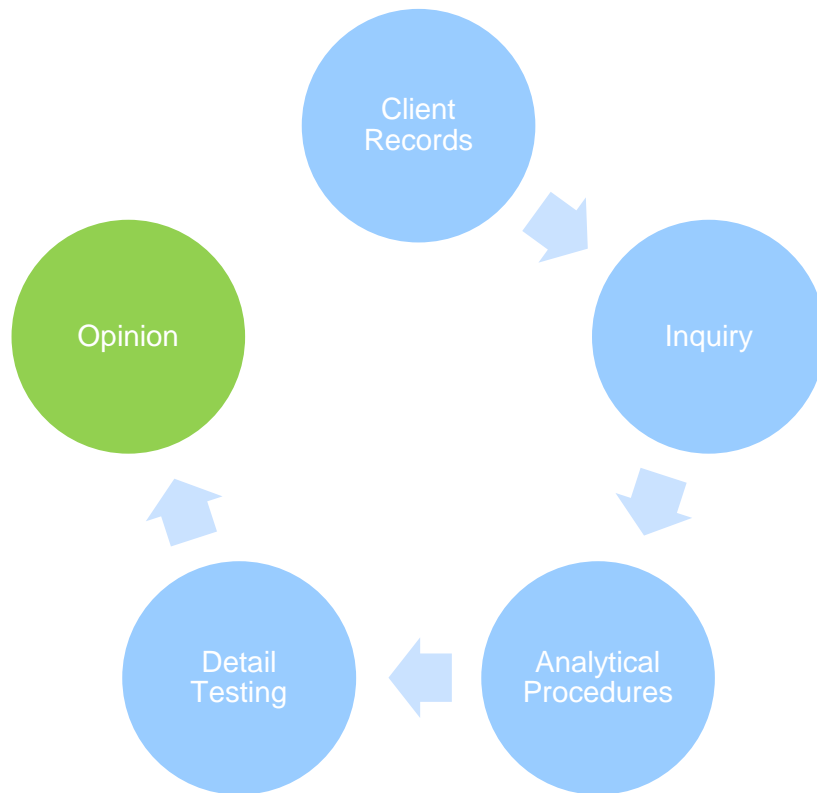 Client
Records
Inquiry
Analytical
Procedures
Detail
Testing
Opinion